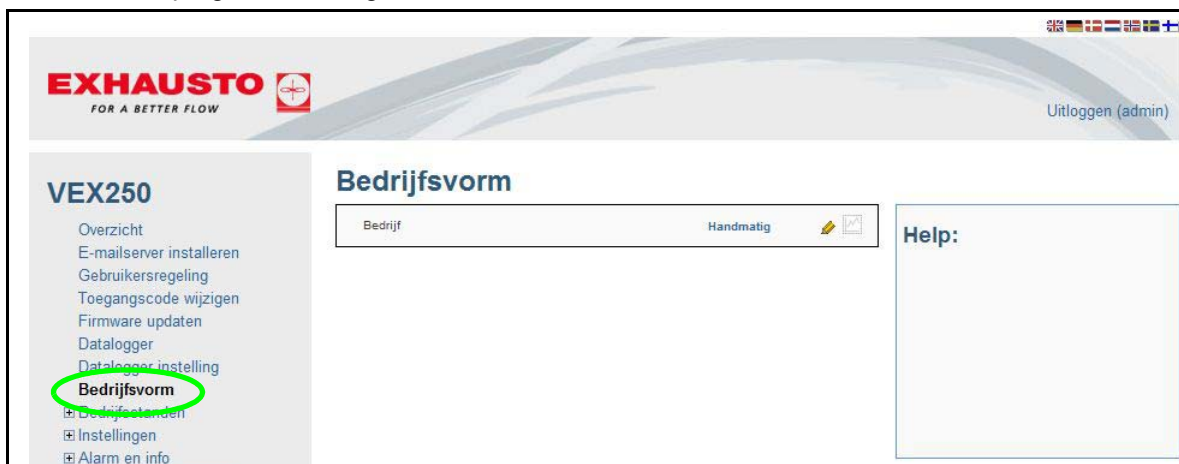 EXHAUSTO
FOR A BETTER FLOW
Uitloggen (admin)
VEX250
Overzicht
E-mailserver installeren
Gebruikersregeling
Toegangscode wijzigen
Firmware updaten
Datalogger
Datalogger instelling
Bedrijfsvorm
Bedrijfsstanden
Instellingen
Alarm en info
Bedrijfsvorm
Bedrijf
Handmatig
Help: